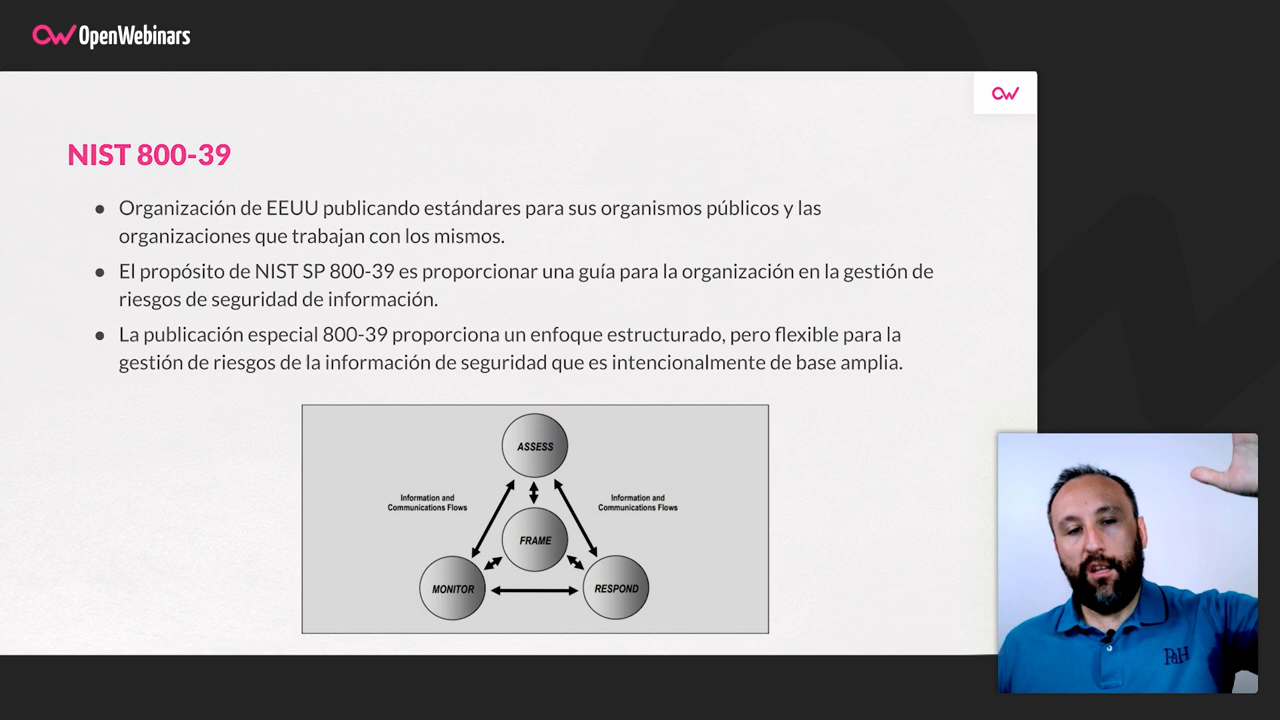 OW OpenWebinars
OW
NIST 800-39
● Organización de EEUU publicando estándares para sus organismos públicos y las
organizaciones que trabajan con los mismos.
● El propósito de NIST SP 800-39 es proporcionar una guía para la organización en la gestión de
riesgos de seguridad de información.
● La publicación especial 800-39 proporciona un enfoque estructurado, pero flexible para la
gestión de riesgos de la información de seguridad que es intencionalmente de base amplia.
ASSESS
Information and
Communications Flows
Information and
Communications Flows
FRAME
MONITOR
RESPOND
P&H